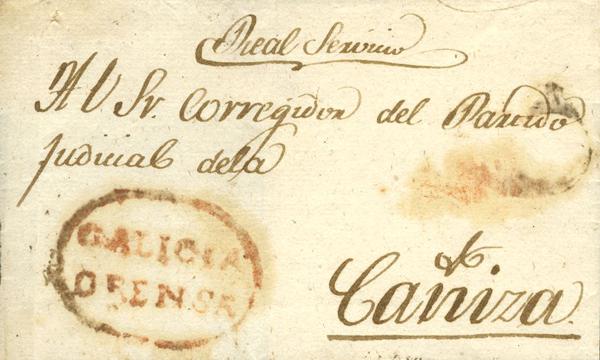 Real Servicio
Al Sr. Corregidor del Partido
Judicial dela
Cañiza.
GALICIA
ORENSE